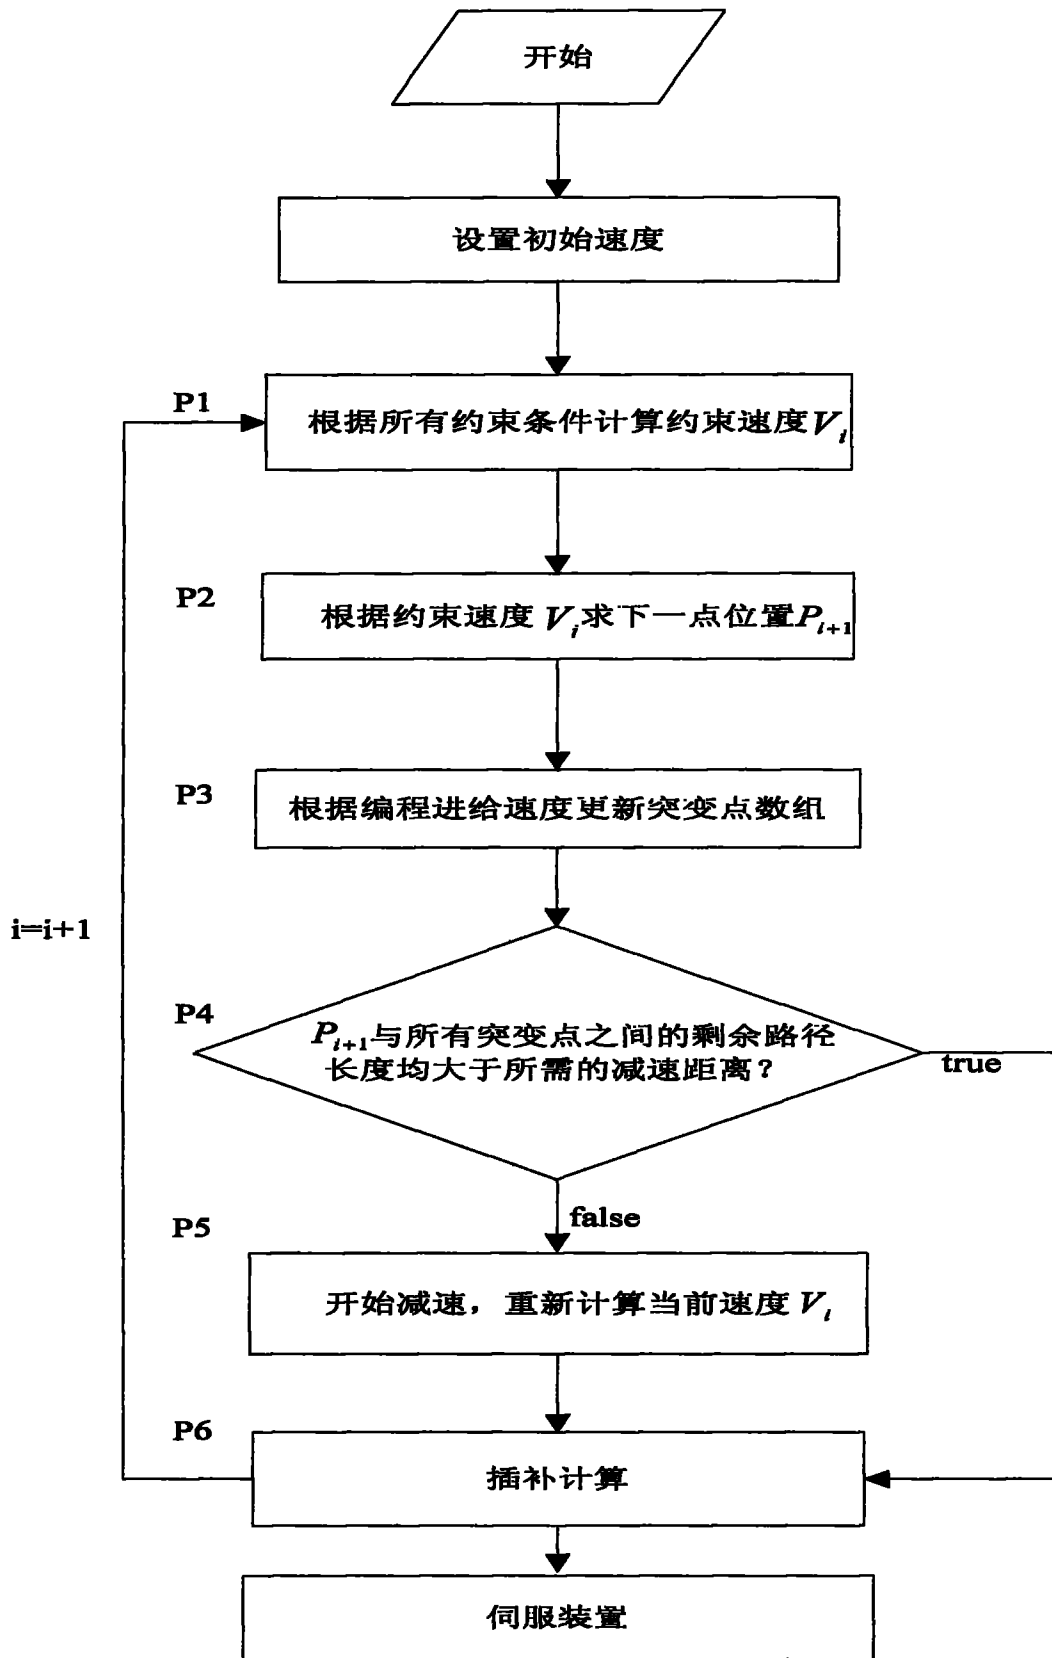 开始
设置初始速度
P1
根据所有约束条件计算约束速度V_i
P2
根据约束速度 V_i求下一点位置P_{i+1}
P3
根据编程进给速度更新突变点数组
i=i+1
P4
P_{i+1}与所有突变点之间的剩余路径
长度均大于所需的减速距离?
true
false
P5
开始减速，重新计算当前速度 V_i
P6
插补计算
伺服装置